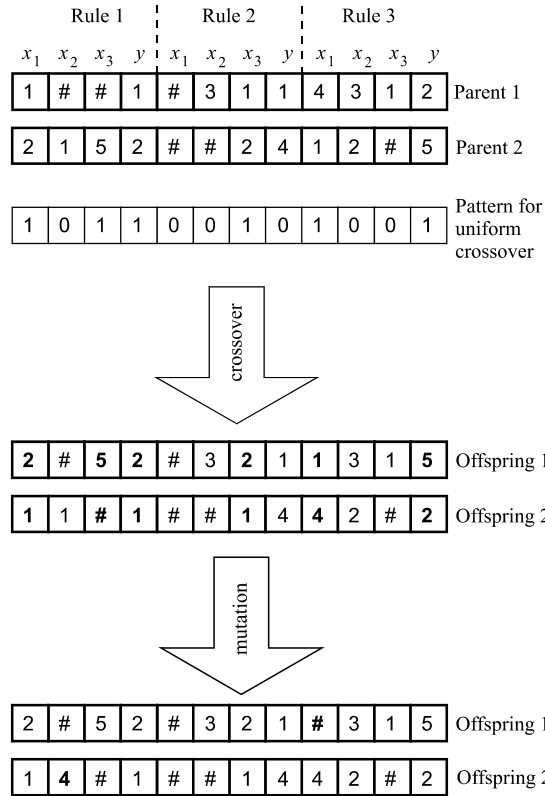 Rule 1 Rule 2 Rule 3
x1 x2 x3 y x1 x2 x3 y x1 x2 x3 y
1 # # 1 # 3 1 1 4 3 1 2 Parent 1
2 1 5 2 # # 2 4 1 2 # 5 Parent 2
Pattern for
1 0 1 1 0 0 1 0 1 0 0 1 uniform
crossover
crossover
2 # 5 2 # 3 2 1 1 3 1 5 Offspring 1
1 1 # 1 # # 1 4 4 2 # 2 Offspring 2
mutation
2 # 5 2 # 3 2 1 # 3 1 5 Offspring 1
1 4 # 1 # # 1 4 4 2 # 2 Offspring 2